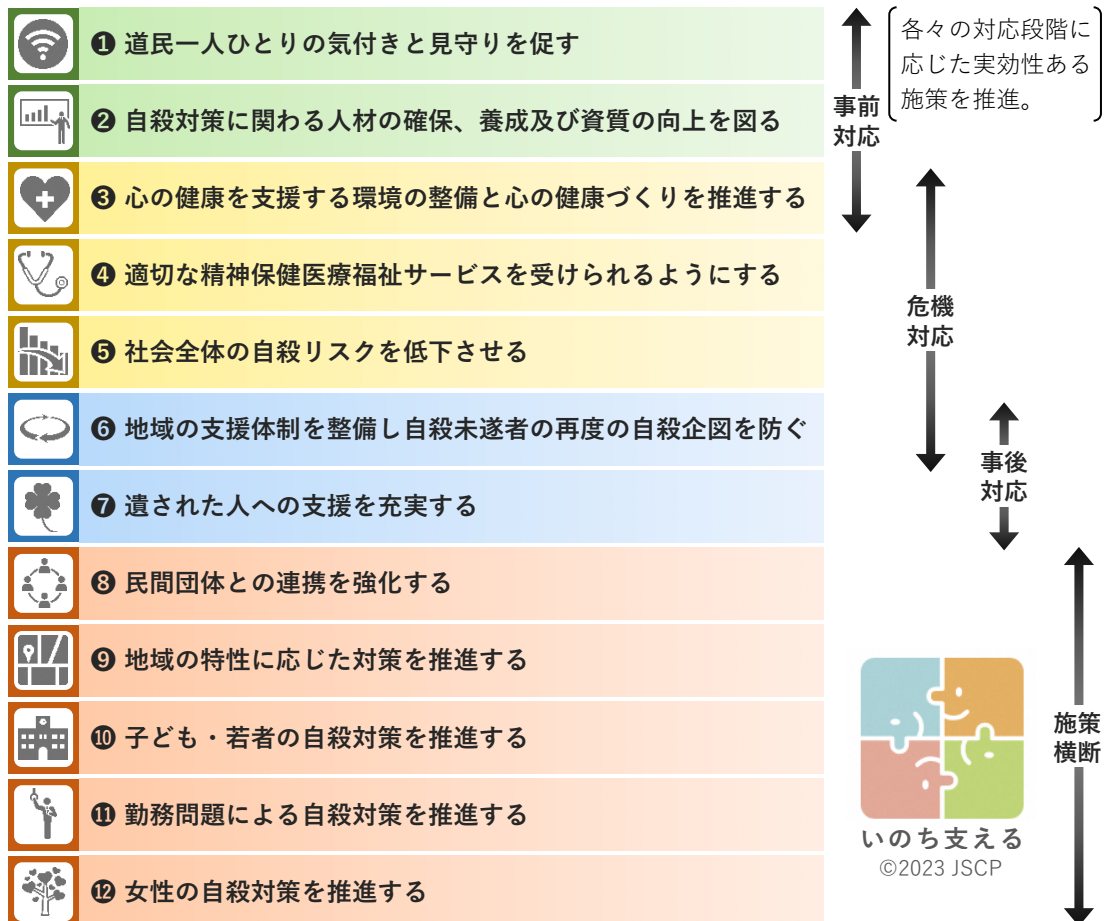 ❶ 道民一人ひとりの気付きと見守りを促す
❷ 自殺対策に関わる人材の確保、養成及び資質の向上を図る
❸ 心の健康を支援する環境の整備と心の健康づくりを推進する
❹ 適切な精神保健医療福祉サービスを受けられるようにする
❺ 社会全体の自殺リスクを低下させる
❻ 地域の支援体制を整備し自殺未遂者の再度の自殺企図を防ぐ
❼ 遺された人への支援を充実する
❽ 民間団体との連携を強化する
❾ 地域の特性に応じた対策を推進する
❿ 子ども・若者の自殺対策を推進する
⓫ 勤務問題による自殺対策を推進する
⓬ 女性の自殺対策を推進する
各々の対応段階に
応じた実効性ある
施策を推進。
事前
対応
危機
対応
事後
対応
施策
横断
いのち支える
©2023 JSCP